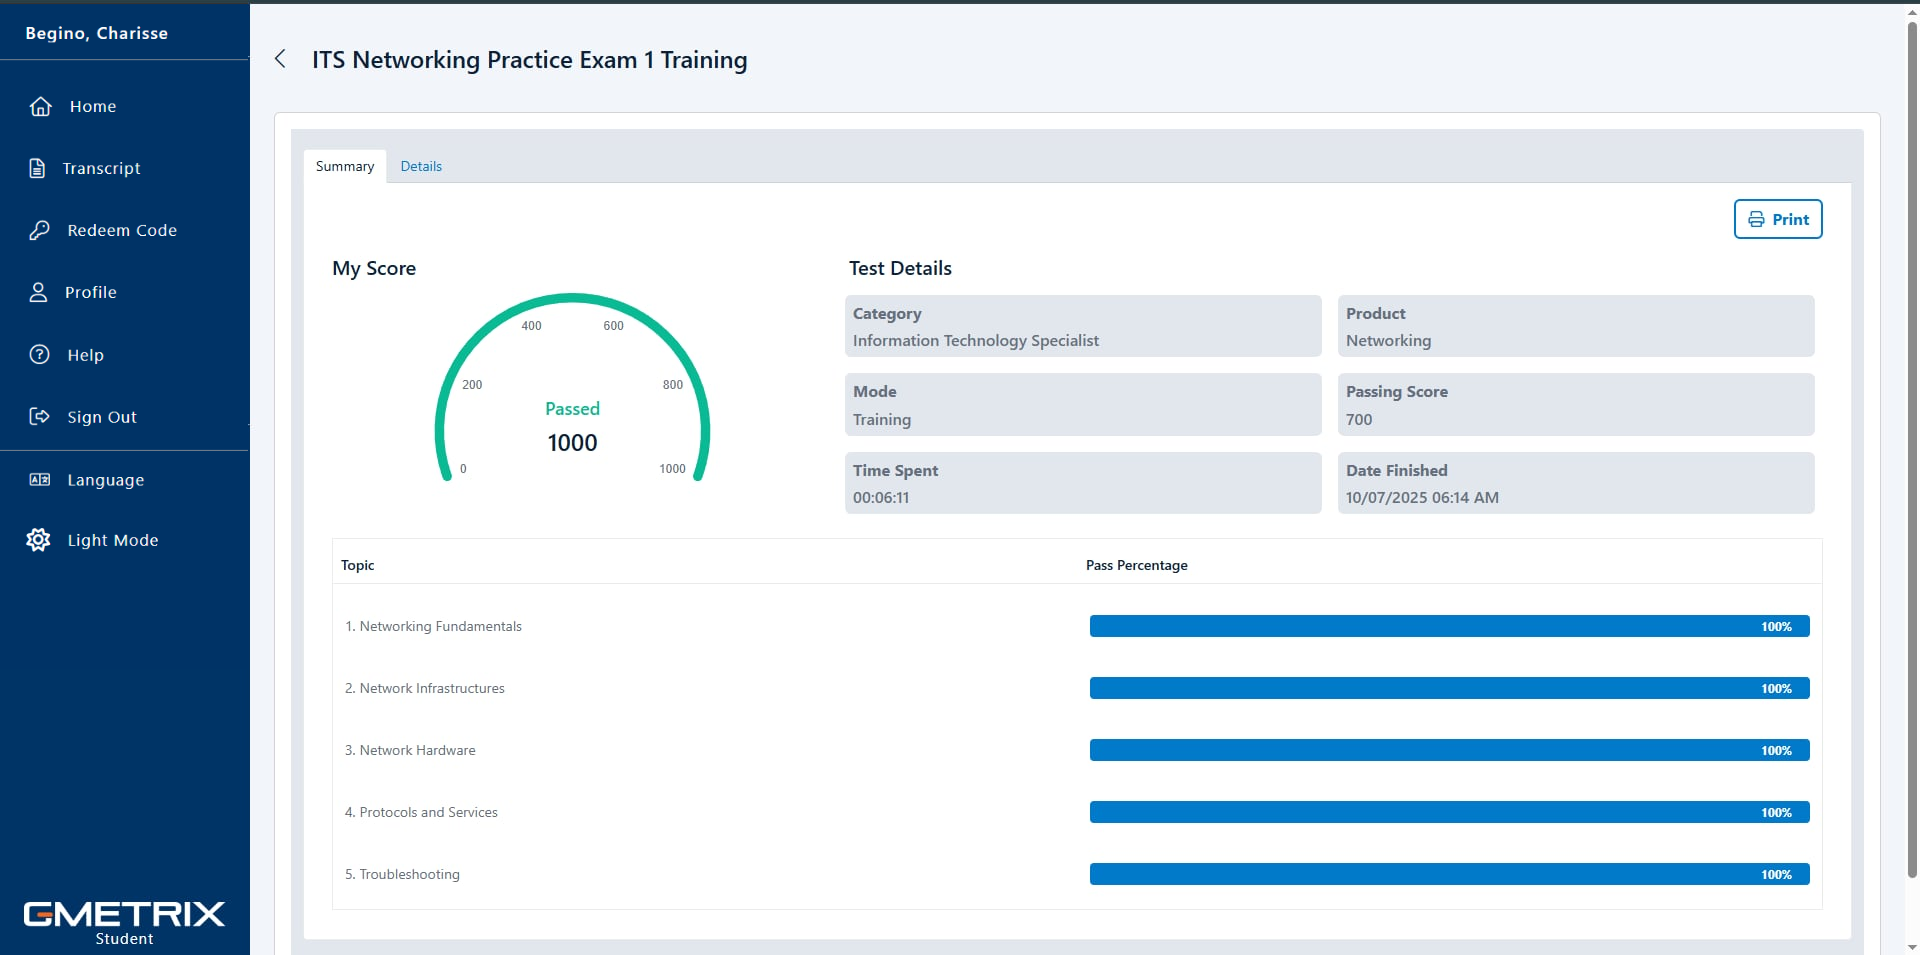 Begino, Charisse
Home
Transcript
Redeem Code
Profile
Help
Sign Out
Language
Light Mode
GMETRIX
Student
ITS Networking Practice Exam 1 Training
Summary
Details
Print
My Score
0
200
400
600
800
1000
Passed
1000
Test Details
Category
Information Technology Specialist
Product
Networking
Mode
Training
Passing Score
700
Time Spent
00:06:11
Date Finished
10/07/2025 06:14 AM
Topic Pass Percentage
1. Networking Fundamentals 100%
2. Network Infrastructures 100%
3. Network Hardware 100%
4. Protocols and Services 100%
5. Troubleshooting 100%